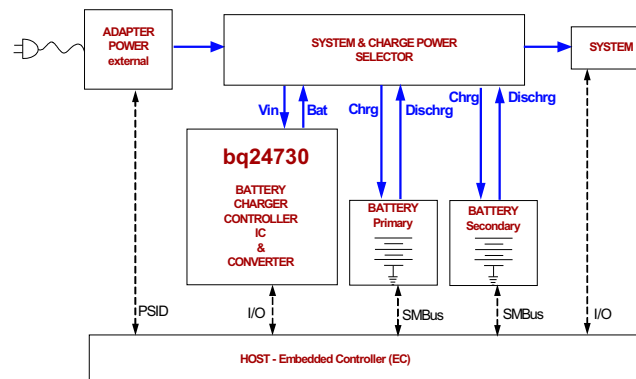 ADAPTER
POWER
external
SYSTEM & CHARGE POWER
SELECTOR
SYSTEM
Vin
Bat
Chrg
Dischrg
Chrg
Dischrg
bq24730
BATTERY
CHARGER
CONTROLLER
IC
&
CONVERTER
BATTERY
Primary
BATTERY
Secondary
PSID
I/O
SMBus
SMBus
I/O
HOST - Embedded Controller (EC)